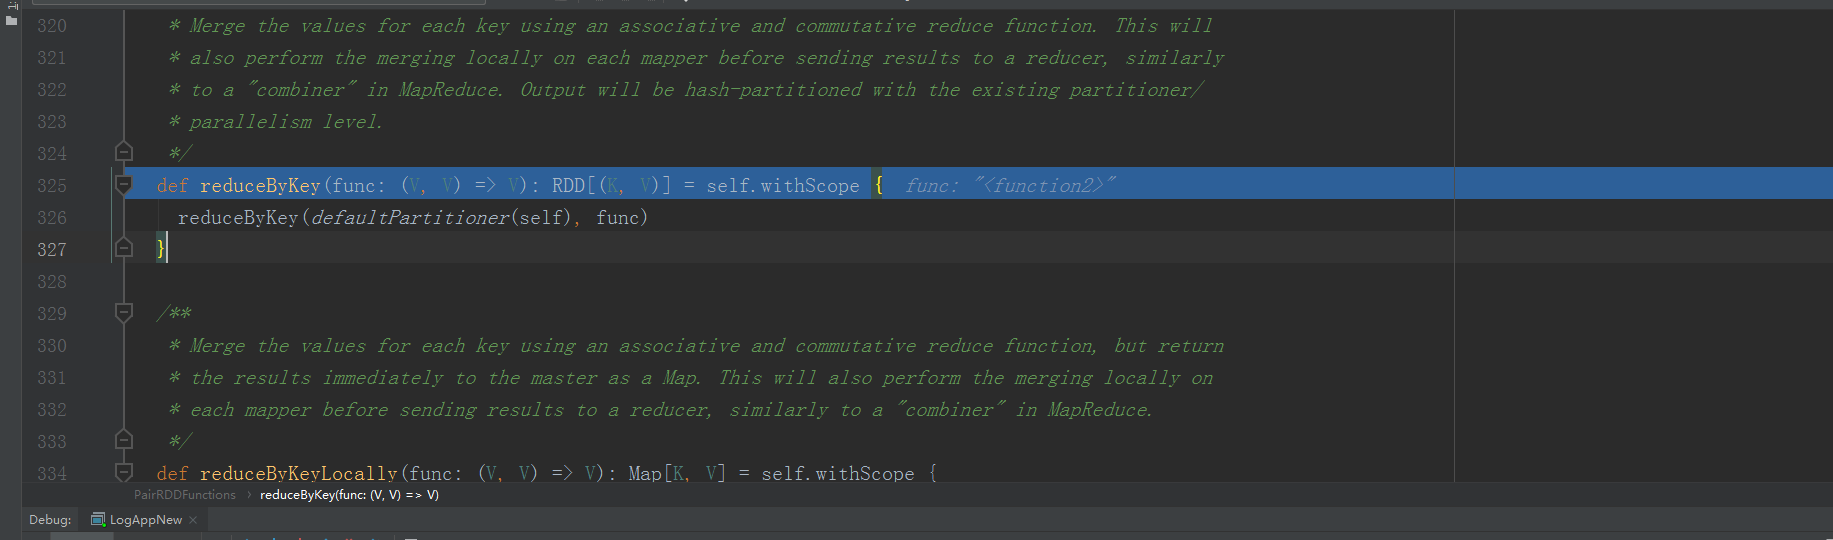 320 * Merge the values for each key using an associative and commutative reduce function. This will
321 * also perform the merging locally on each mapper before sending results to a reducer, similarly
322 * to a "combiner" in MapReduce. Output will be hash-partitioned with the existing partitioner/
323 * parallelism level.
324 */
325 def reduceByKey(func: (V, V) => V): RDD[(K, V)] = self.withScope { func: "<function2>"
326 reduceByKey(defaultPartitioner(self), func)
327 }
328
329 /**
330 * Merge the values for each key using an associative and commutative reduce function, but return
331 * the results immediately to the master as a Map. This will also perform the merging locally on
332 * each mapper before sending results to a reducer, similarly to a "combiner" in MapReduce.
333 */
334 def reduceByKeyLocally(func: (V, V) => V): Map[K, V] = self.withScope {
PairRDDFunctions › reduceByKey(func: (V, V) => V)
Debug: LogAppNew ×